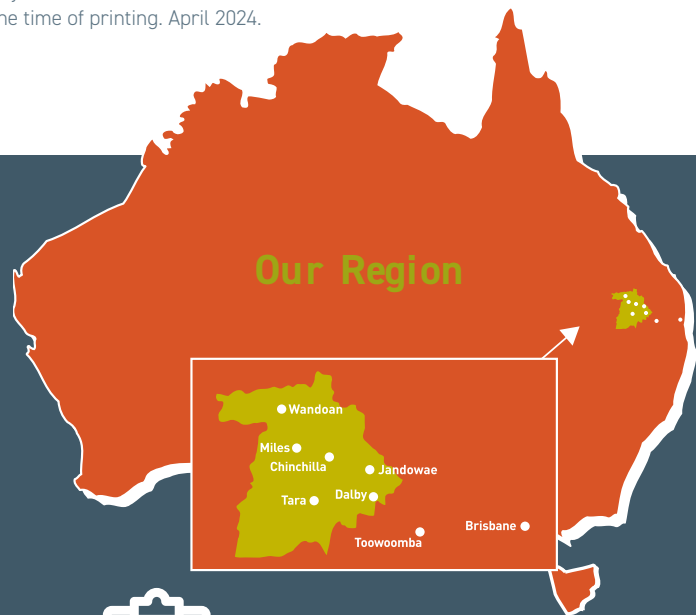 he time of printing. April 2024.
Our Region
Wandoan
Miles
Chinchilla
Jandowae
Tara
Dalby
Brisbane
Toowoomba